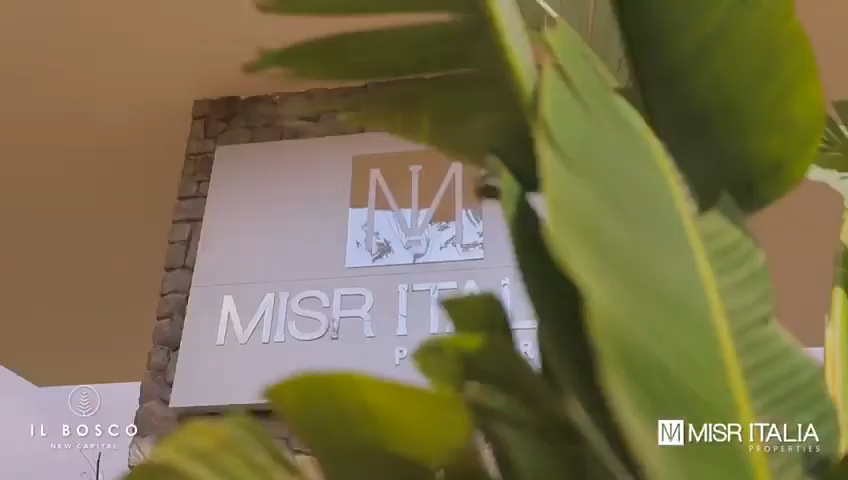 MISR ITAL
IL BOSCO
NEW CAPITAL
MISR ITALIA
PROPERTIES